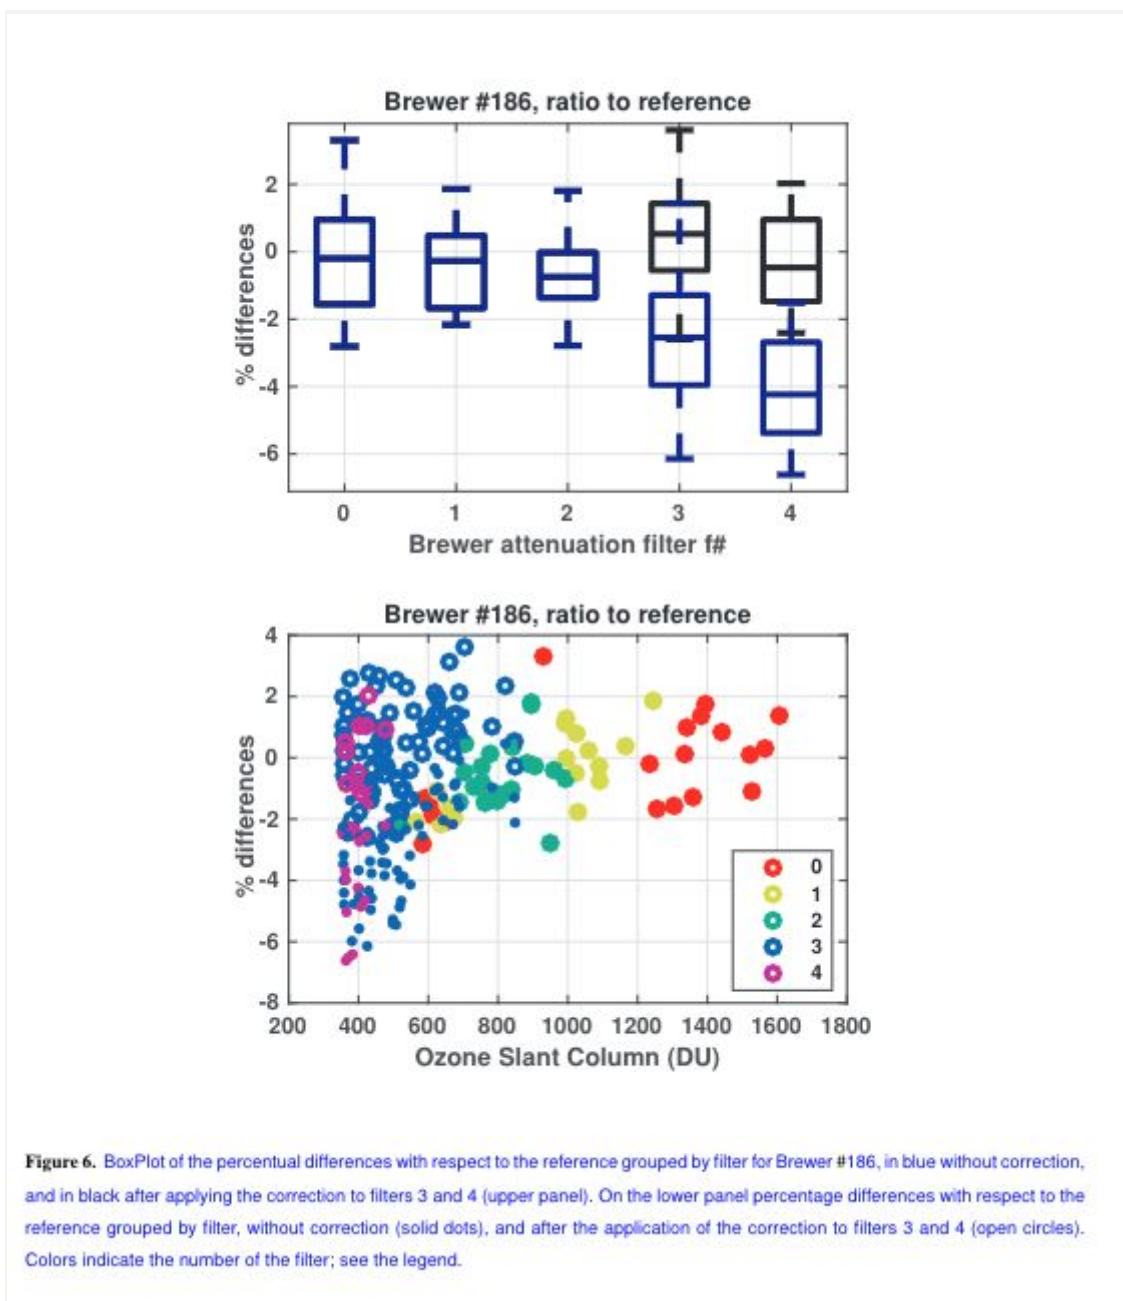 Brewer #186, ratio to reference
% differences
2
0
-2
-4
-6
0 1 2 3 4
Brewer attenuation filter f#
Brewer #186, ratio to reference
% differences
4
2
0
-2
-4
-6
-8
0
1
2
3
4
200 400 600 800 1000 1200 1400 1600 1800
Ozone Slant Column (DU)
Figure 6. BoxPlot of the percentual differences with respect to the reference grouped by filter for Brewer #186, in blue without correction,
and in black after applying the correction to filters 3 and 4 (upper panel). On the lower panel percentage differences with respect to the
reference grouped by filter, without correction (solid dots), and after the application of the correction to filters 3 and 4 (open circles).
Colors indicate the number of the filter; see the legend.